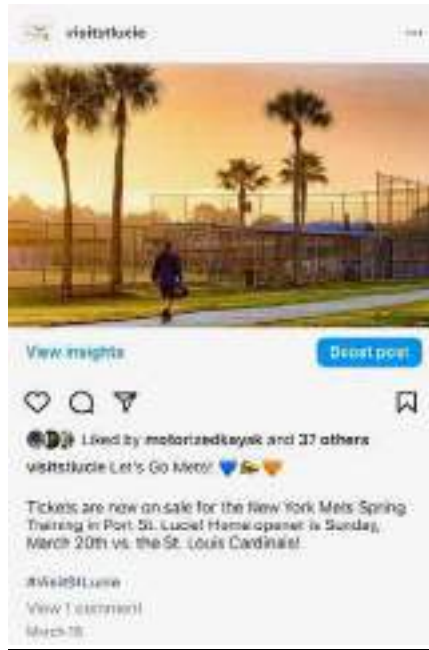 visitstlucie
View insights
Boost post
Liked by motorizedkayak and 37 others
visitstlucie Let's Go Mets!
Tickets are now on sale for the New York Mets Spring
Training in Port St. Lucie! Home opener is Sunday,
March 20th vs. the St. Louis Cardinals!
#VisitStLucie
View 1 comment
March